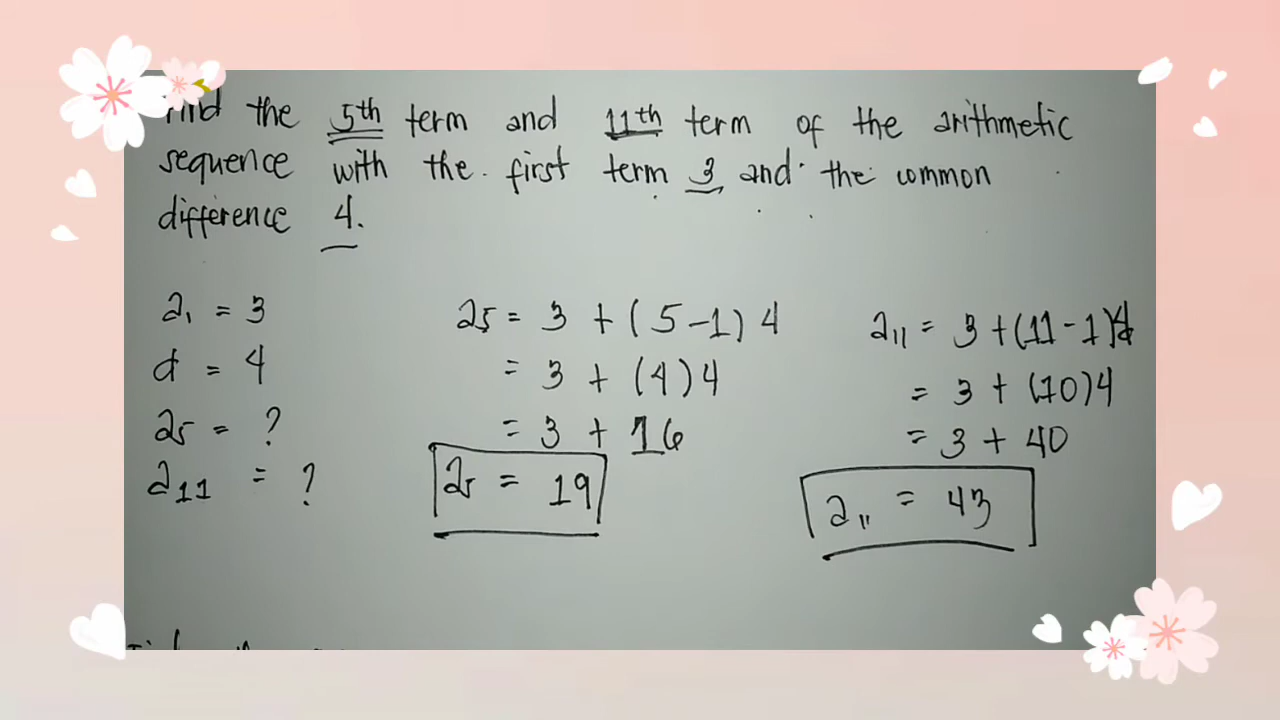 Find the 5th term and 11th term of the arithmetic
sequence with the first term 3 and the common
difference 4.
a₁ = 3
d = 4
a₅ = ?
a₁₁ = ?
a₅ = 3 + (5-1) 4
= 3 + (4) 4
= 3 + 16
a₅ = 19
a₁₁ = 3 + (11-1)4
= 3 + (10)4
= 3 + 40
a₁₁ = 43